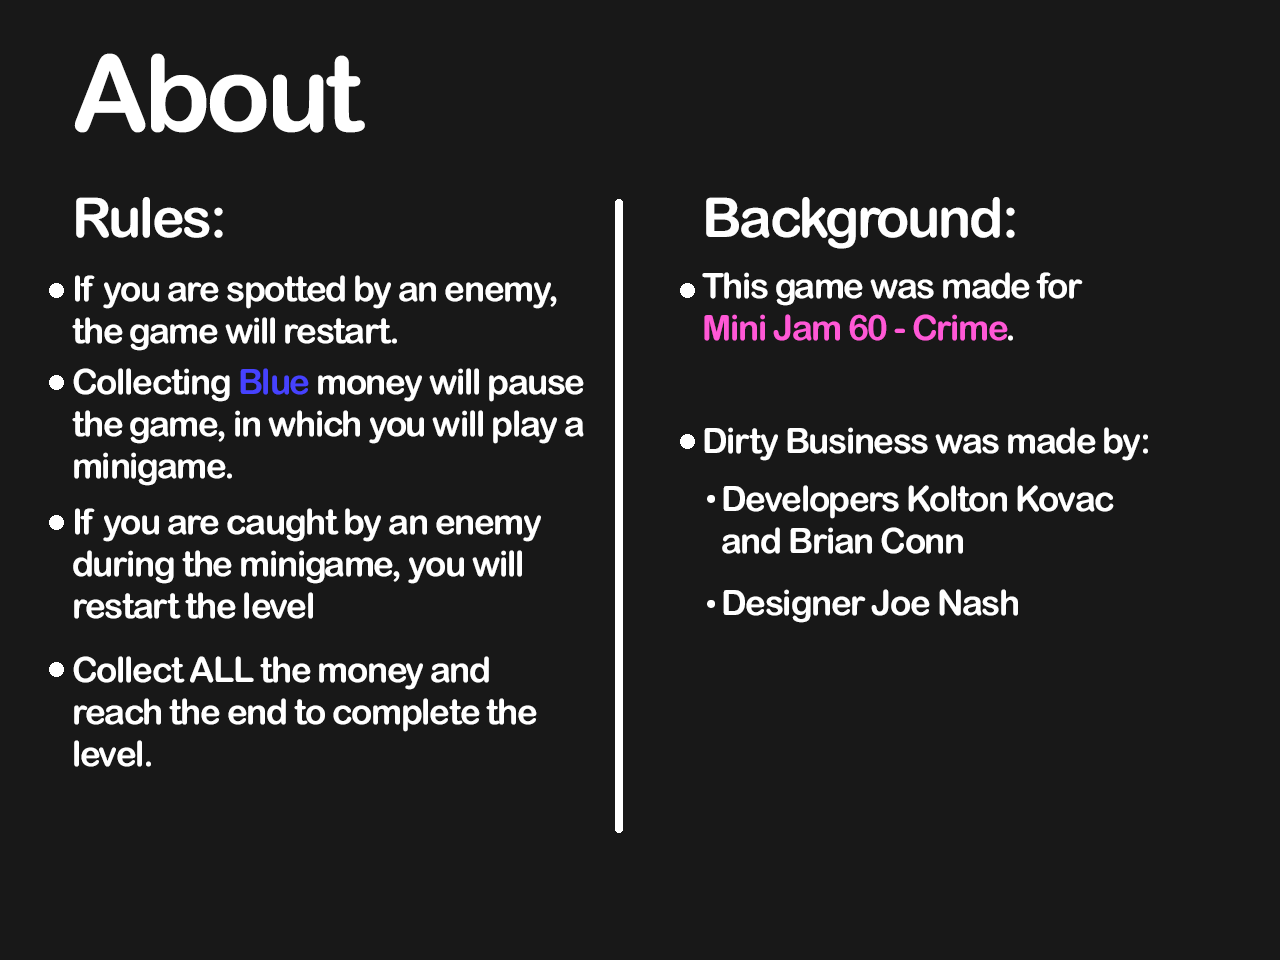 About
Rules:
If you are spotted by an enemy,
the game will restart.
Collecting Blue money will pause
the game, in which you will play a
minigame.
If you are caught by an enemy
during the minigame, you will
restart the level
Collect ALL the money and
reach the end to complete the
level.
Background:
This game was made for
Mini Jam 60 - Crime.
Dirty Business was made by:
Developers Kolton Kovac
and Brian Conn
Designer Joe Nash